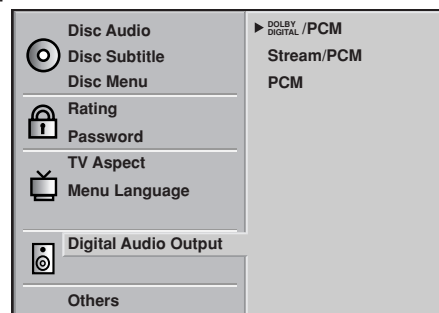 Disc Audio
Disc Subtitle
Disc Menu
Rating
Password
TV Aspect
Menu Language
Digital Audio Output
Others
DOLBY DIGITAL /PCM
Stream/PCM
PCM